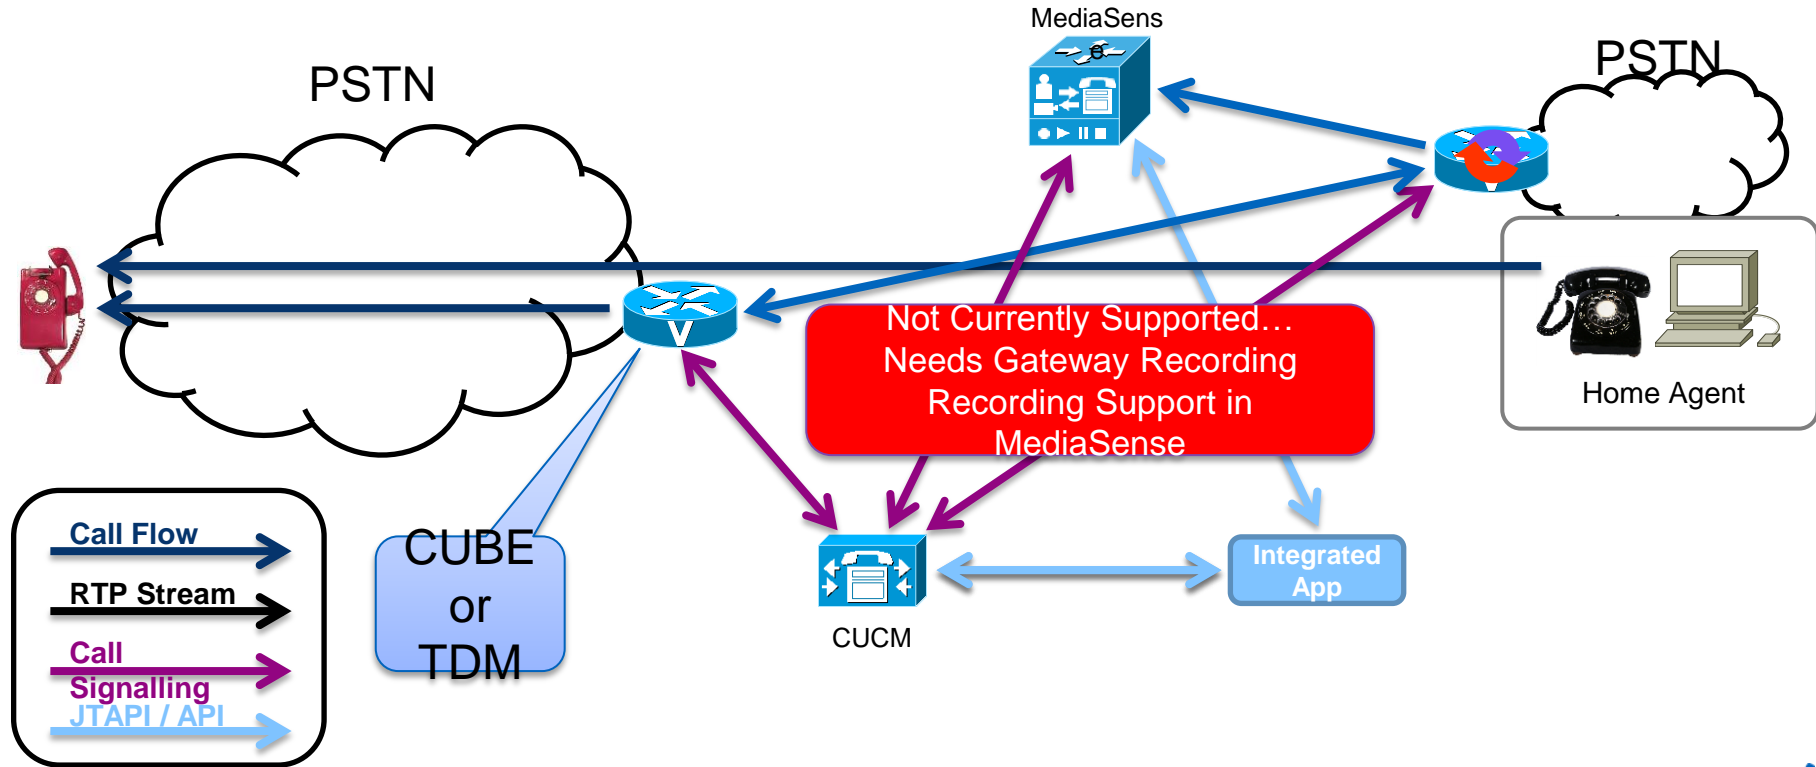 MediaSens
e
PSTN
PSTN
V
V
Not Currently Supported…
Needs Gateway Recording
Recording Support in
MediaSense
Home Agent
Call Flow
RTP Stream
Call
Signalling
JTAPI / API
CUBE
or
TDM
Integrated
App
CUCM